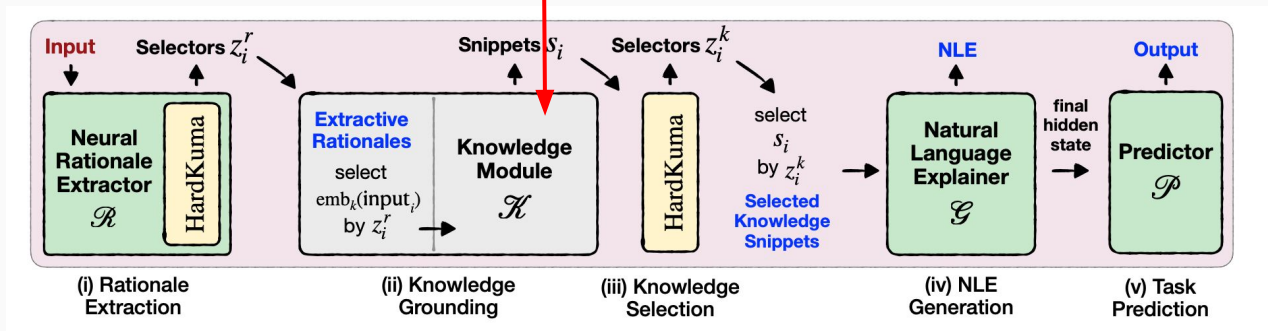 Input
Selectors z_i^r
Snippets s_i
Selectors z_i^k
NLE
Output
Neural
Rationale
Extractor
ℛ
HardKuma
Extractive
Rationales
select
emb_k(input_i)
by z_i^r
Knowledge
Module
𝒦
HardKuma
select
s_i
by z_i^k
Selected
Knowledge
Snippets
Natural
Language
Explainer
𝒢
final
hidden
state
Predictor
𝒫
(i) Rationale
Extraction
(ii) Knowledge
Grounding
(iii) Knowledge
Selection
(iv) NLE
Generation
(v) Task
Prediction